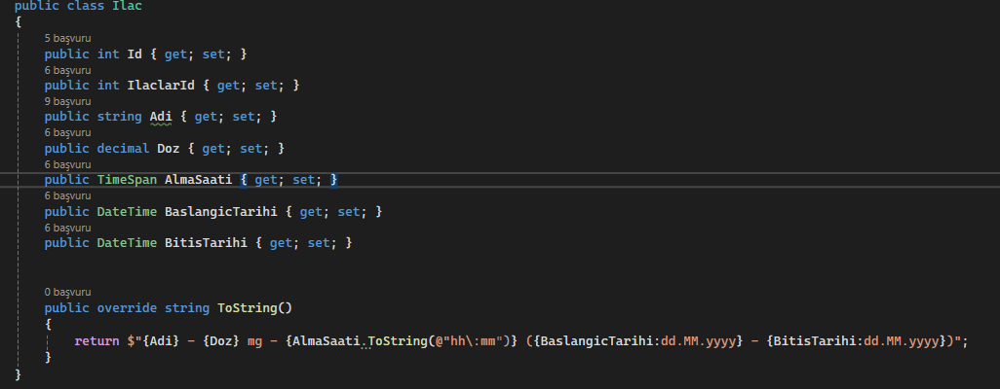 public class Ilac
{
5 başvuru
public int Id { get; set; }
6 başvuru
public int IlaclarId { get; set; }
9 başvuru
public string Adi { get; set; }
6 başvuru
public decimal Doz { get; set; }
6 başvuru
public TimeSpan AlmaSaati { get; set; }
6 başvuru
public DateTime BaslangicTarihi { get; set; }
6 başvuru
public DateTime BitisTarihi { get; set; }
0 başvuru
public override string ToString()
{
return $"{Adi} - {Doz} mg - {AlmaSaati.ToString(@"hh\:mm")} ({BaslangicTarihi:dd.MM.yyyy} - {BitisTarihi:dd.MM.yyyy})";
}
}